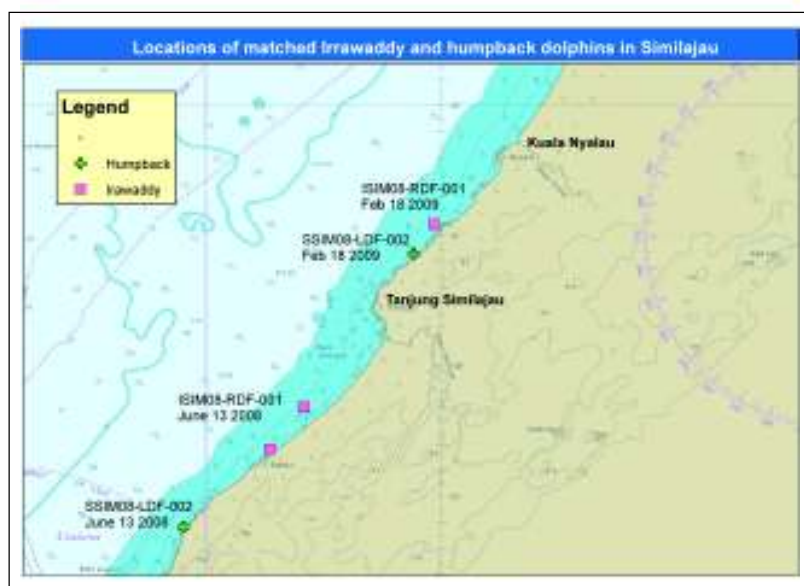 Locations of matched Irrawaddy and humpback dolphins in Similajau
Legend
Humpback
Irawaddy
Kuala Nyalau
ISIM08-RDF-001
Feb 18 2009
SSIM08-LDF-002
Feb 18 2009
Tanjung Similajau
ISIM08-RDF-001
June 13 2008
SSIM08-LDF-002
June 13 2008